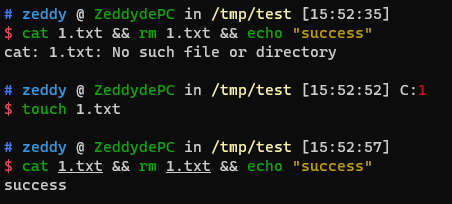 # zeddy @ ZeddydePC in /tmp/test [15:52:35]
$ cat 1.txt && rm 1.txt && echo "success"
cat: 1.txt: No such file or directory
# zeddy @ ZeddydePC in /tmp/test [15:52:52] C:1
$ touch 1.txt
# zeddy @ ZeddydePC in /tmp/test [15:52:57]
$ cat 1.txt && rm 1.txt && echo "success"
success